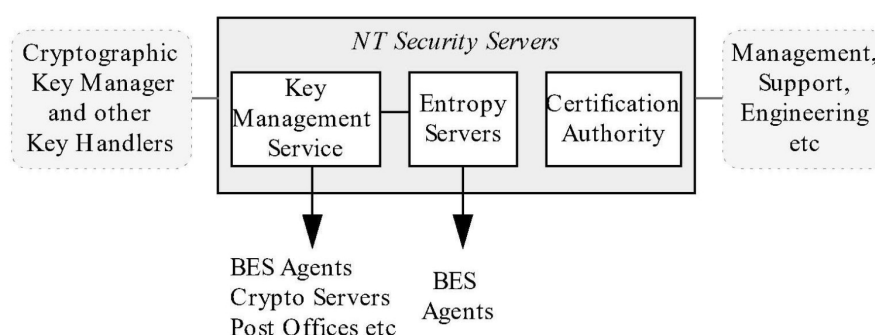 NT Security Servers
Cryptographic
Key Manager
and other
Key Handlers
Key
Management
Service
Entropy
Servers
Certification
Authority
Management,
Support,
Engineering
etc
BES Agents
Crypto Servers
Post Offices etc
BES
Agents